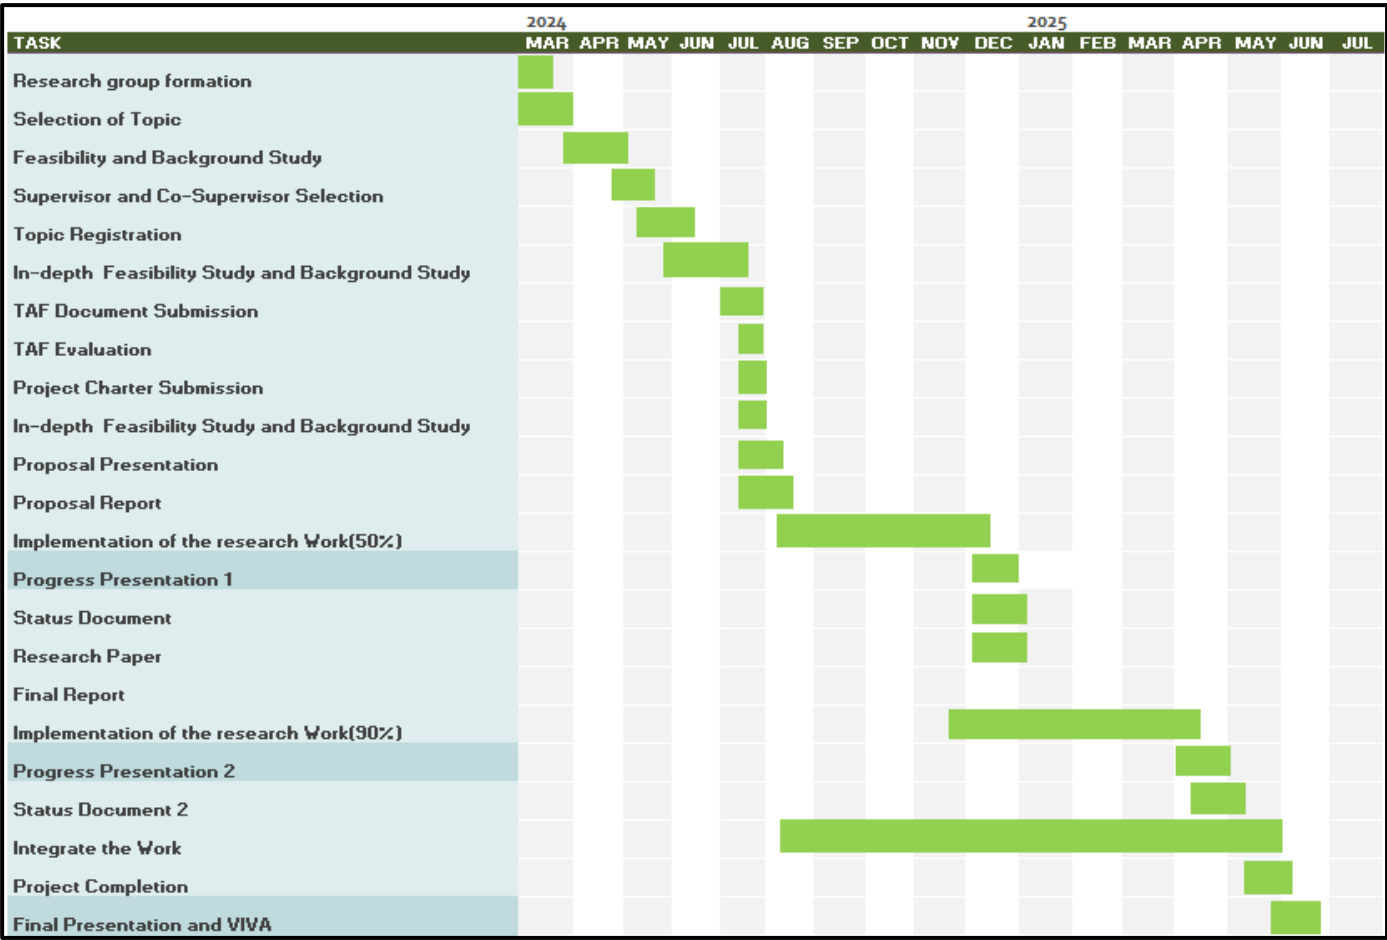 2024 2025
TASK MAR APR MAY JUN JUL AUG SEP OCT NOV DEC JAN FEB MAR APR MAY JUN JUL
Research group formation
Selection of Topic
Feasibility and Background Study
Supervisor and Co-Supervisor Selection
Topic Registration
In-depth Feasibility Study and Background Study
TAF Document Submission
TAF Evaluation
Project Charter Submission
In-depth Feasibility Study and Background Study
Proposal Presentation
Proposal Report
Implementation of the research Work(50%)
Progress Presentation 1
Status Document
Research Paper
Final Report
Implementation of the research Work(90%)
Progress Presentation 2
Status Document 2
Integrate the Work
Project Completion
Final Presentation and VIVA